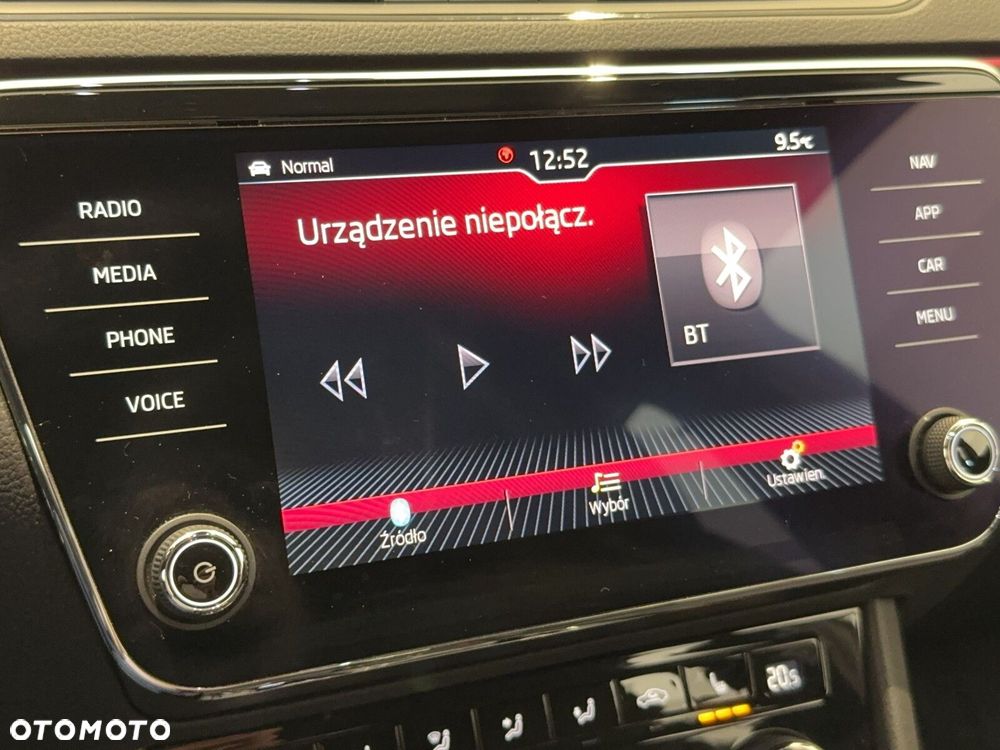 Normal
12:52
9.5°C
RADIO
MEDIA
PHONE
VOICE
Urządzenie niepołącz.
BT
NAV
APP
CAR
MENU
Źródło
Wybór
Ustawien.
20.5
OTOMOTO